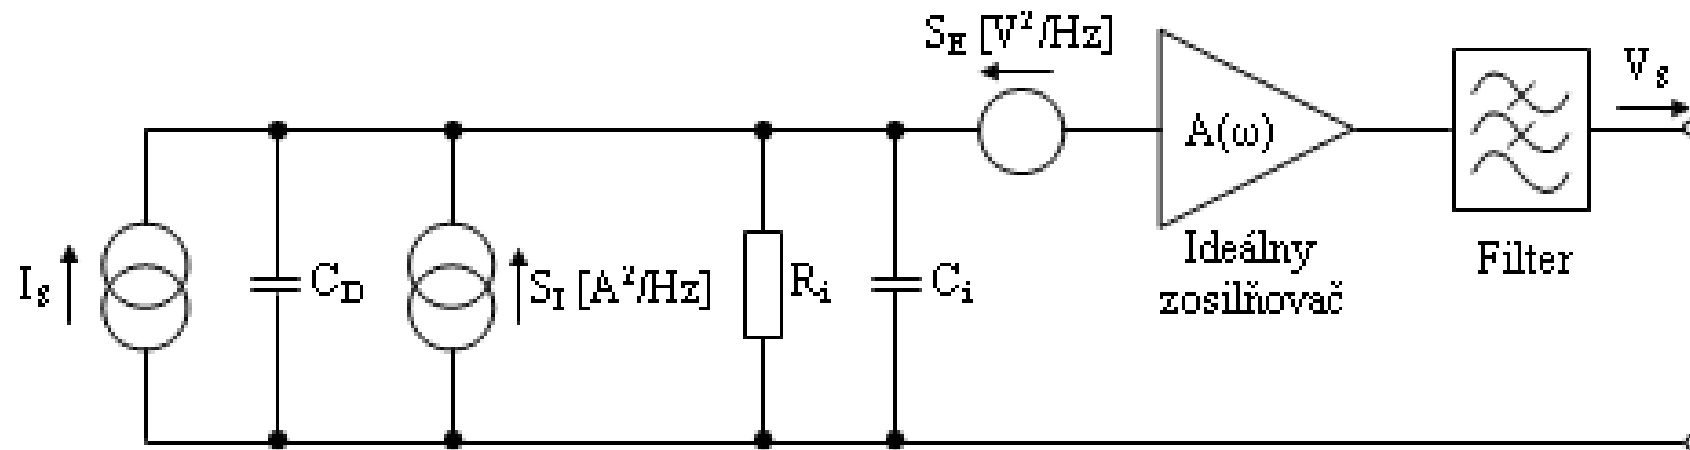 S_E [V²/Hz]
V_s
A(ω)
I_s
C_D
S_I [A²/Hz]
R_i
C_i
Ideálny
zosilňovač
Filter